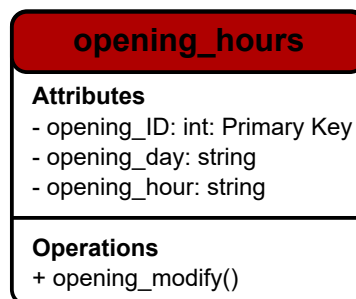 opening_hours
Attributes
- opening_ID: int: Primary Key
- opening_day: string
- opening_hour: string
Operations
+ opening_modify()